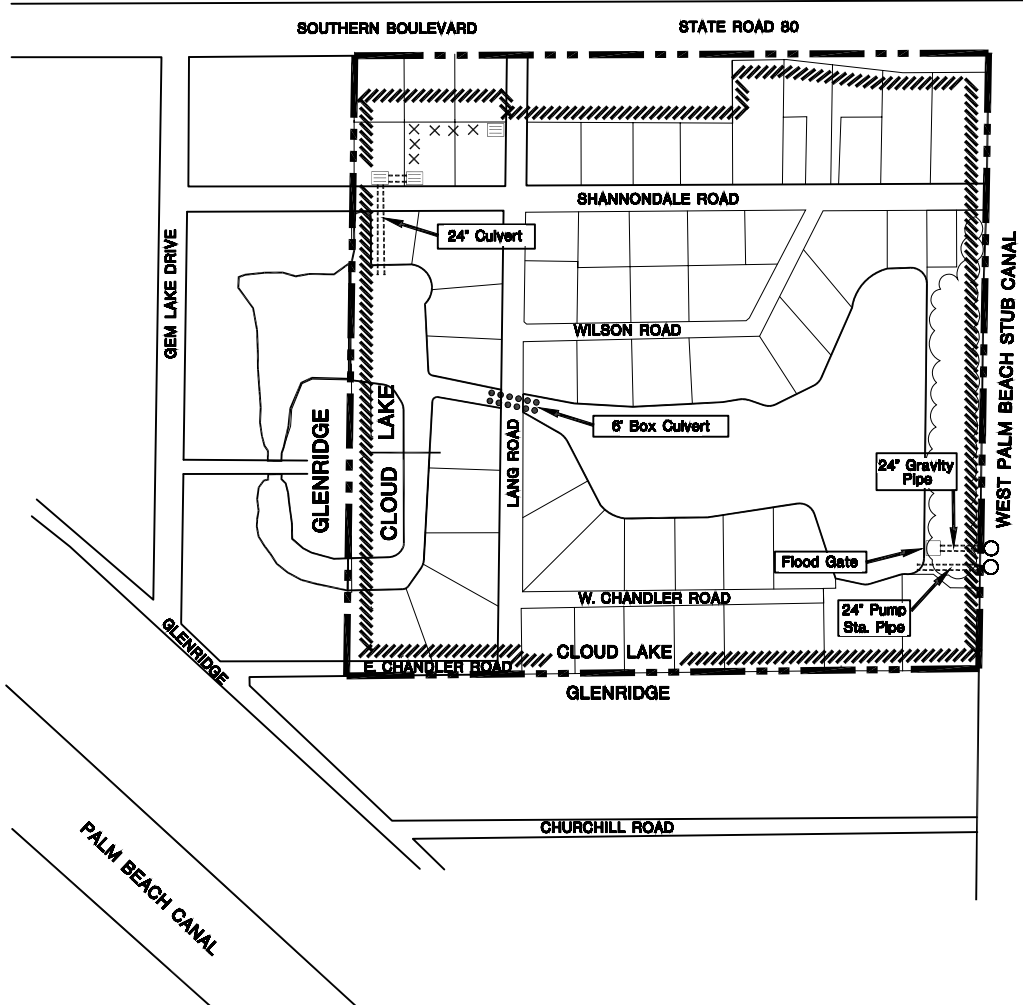 SOUTHERN BOULEVARD
STATE ROAD 80
SHANNONDALE ROAD
24" Culvert
GEM LAKE DRIVE
WEST PALM BEACH STUB CANAL
WILSON ROAD
GLENRIDGE
CLOUD LAKE
6' Box Culvert
LANG ROAD
24" Gravity
Pipe
Flood Gate
W. CHANDLER ROAD
24" Pump
Sta. Pipe
GLENRIDGE
CLOUD LAKE
E. CHANDLER ROAD
GLENRIDGE
CHURCHILL ROAD
PALM BEACH CANAL